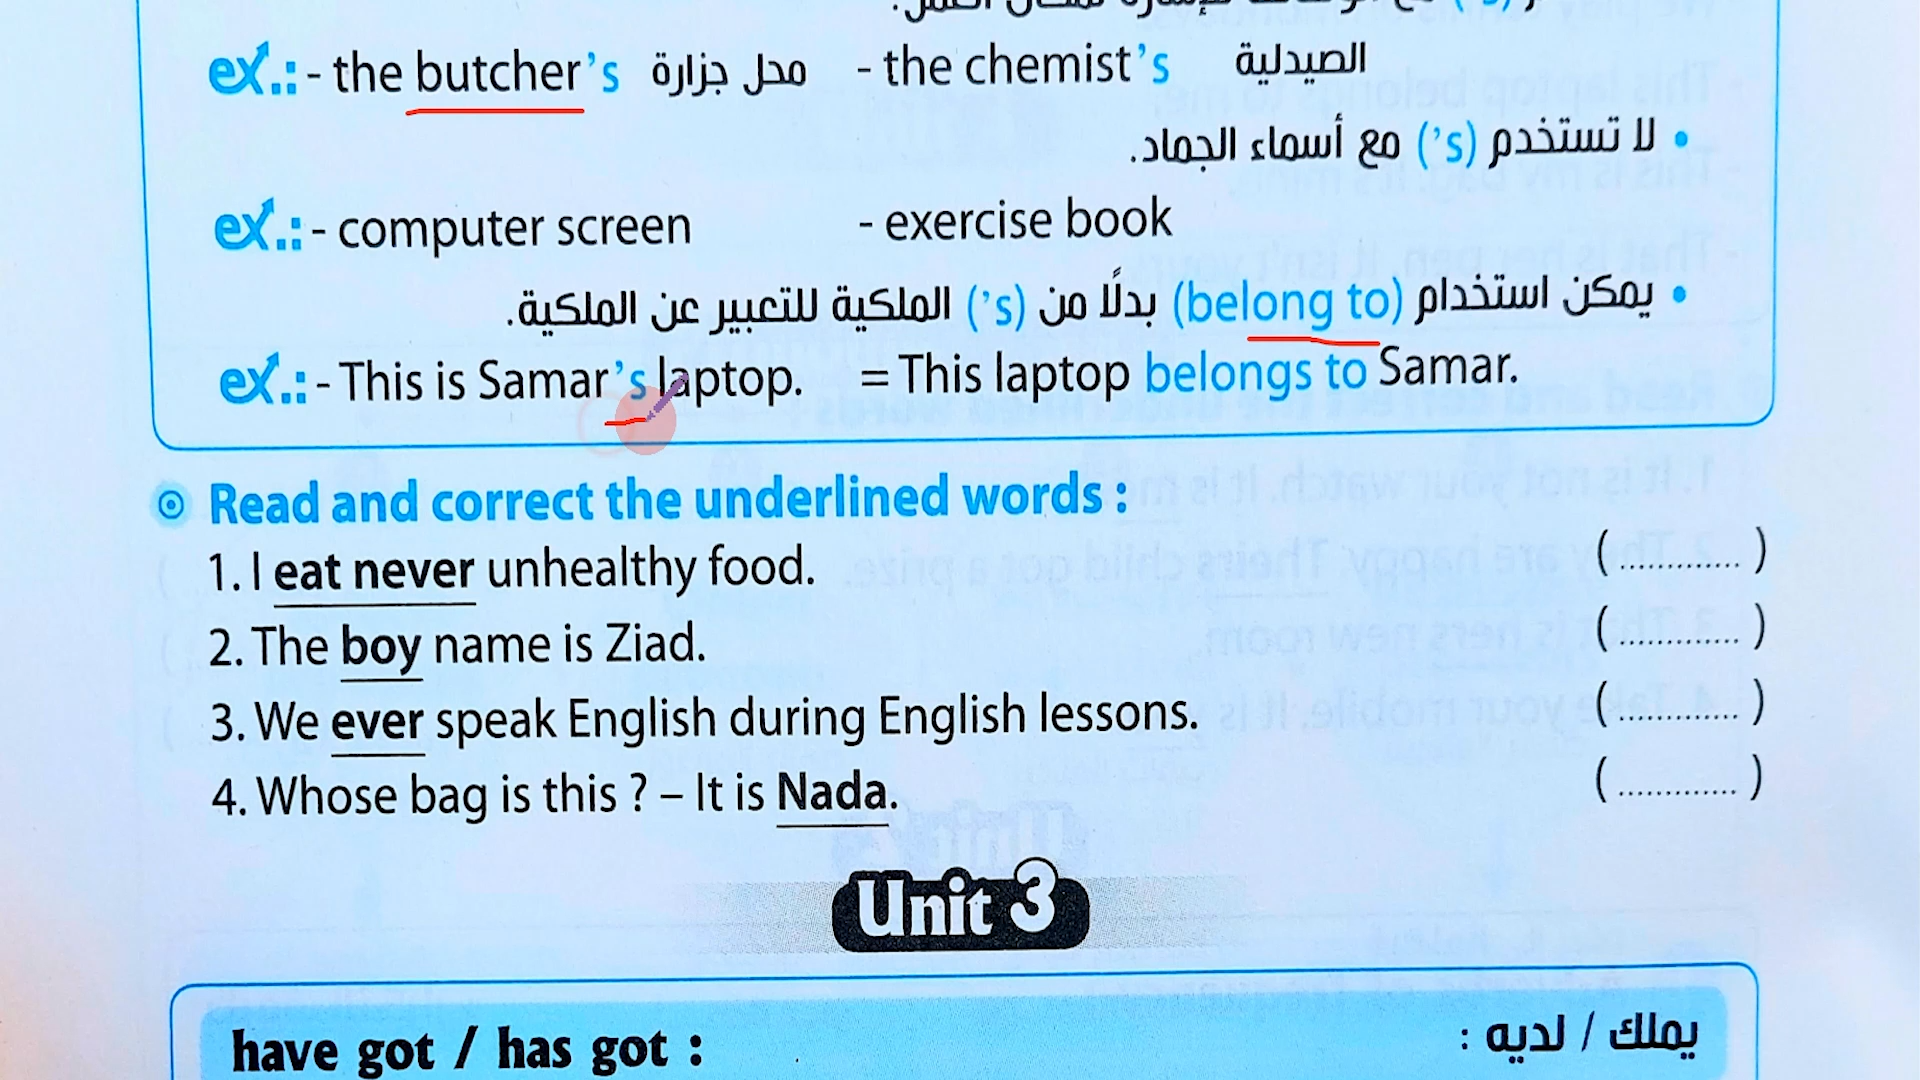 ex.: - the butcher's محل جزارة - the chemist's الصيدلية
• لا تستخدم (s') مع أسماء الجماد.
ex.: - computer screen - exercise book
• يمكن استخدام (belong to) بدلًا من (s') الملكية للتعبير عن الملكية.
ex.: - This is Samar's laptop. = This laptop belongs to Samar.
Read and correct the underlined words :
1. I eat never unhealthy food. (............)
2. The boy name is Ziad. (............)
3. We ever speak English during English lessons. (............)
4. Whose bag is this ? – It is Nada. (............)
Unit 3
have got / has got : يملك / لديه :